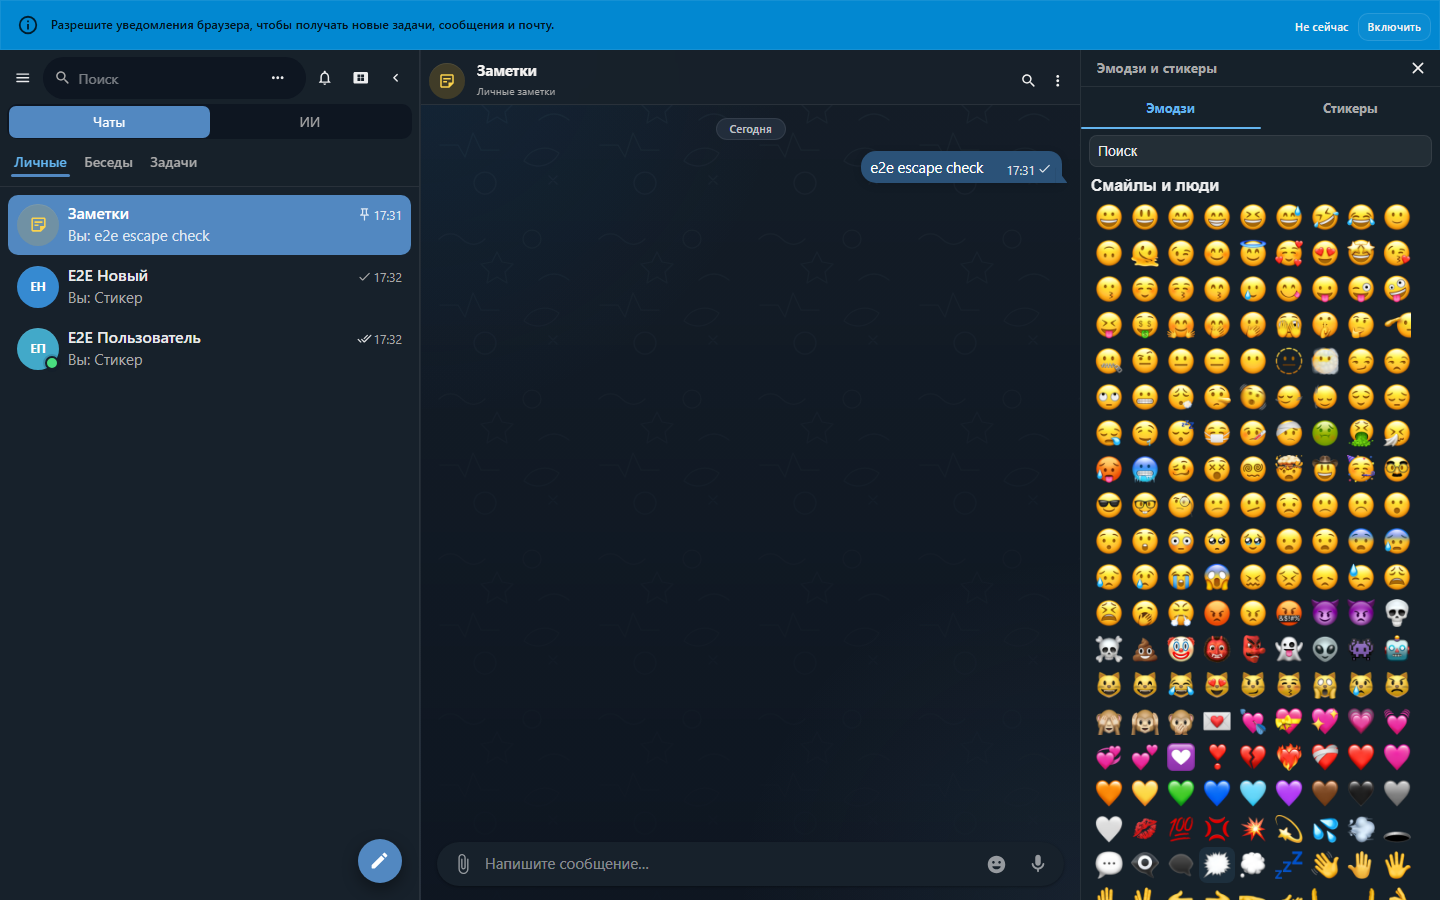 Разрешите уведомления браузера, чтобы получать новые задачи, сообщения и почту.
Не сейчас
Включить
Поиск
Чаты
ИИ
Личные
Беседы
Задачи
Заметки
17:31
Вы: e2e escape check
ЕН
E2E Новый
17:32
Вы: Стикер
ЕП
E2E Пользователь
17:32
Вы: Стикер
Заметки
Личные заметки
Сегодня
e2e escape check
17:31
Напишите сообщение...
Эмодзи и стикеры
Эмодзи
Стикеры
Поиск
Смайлы и люди